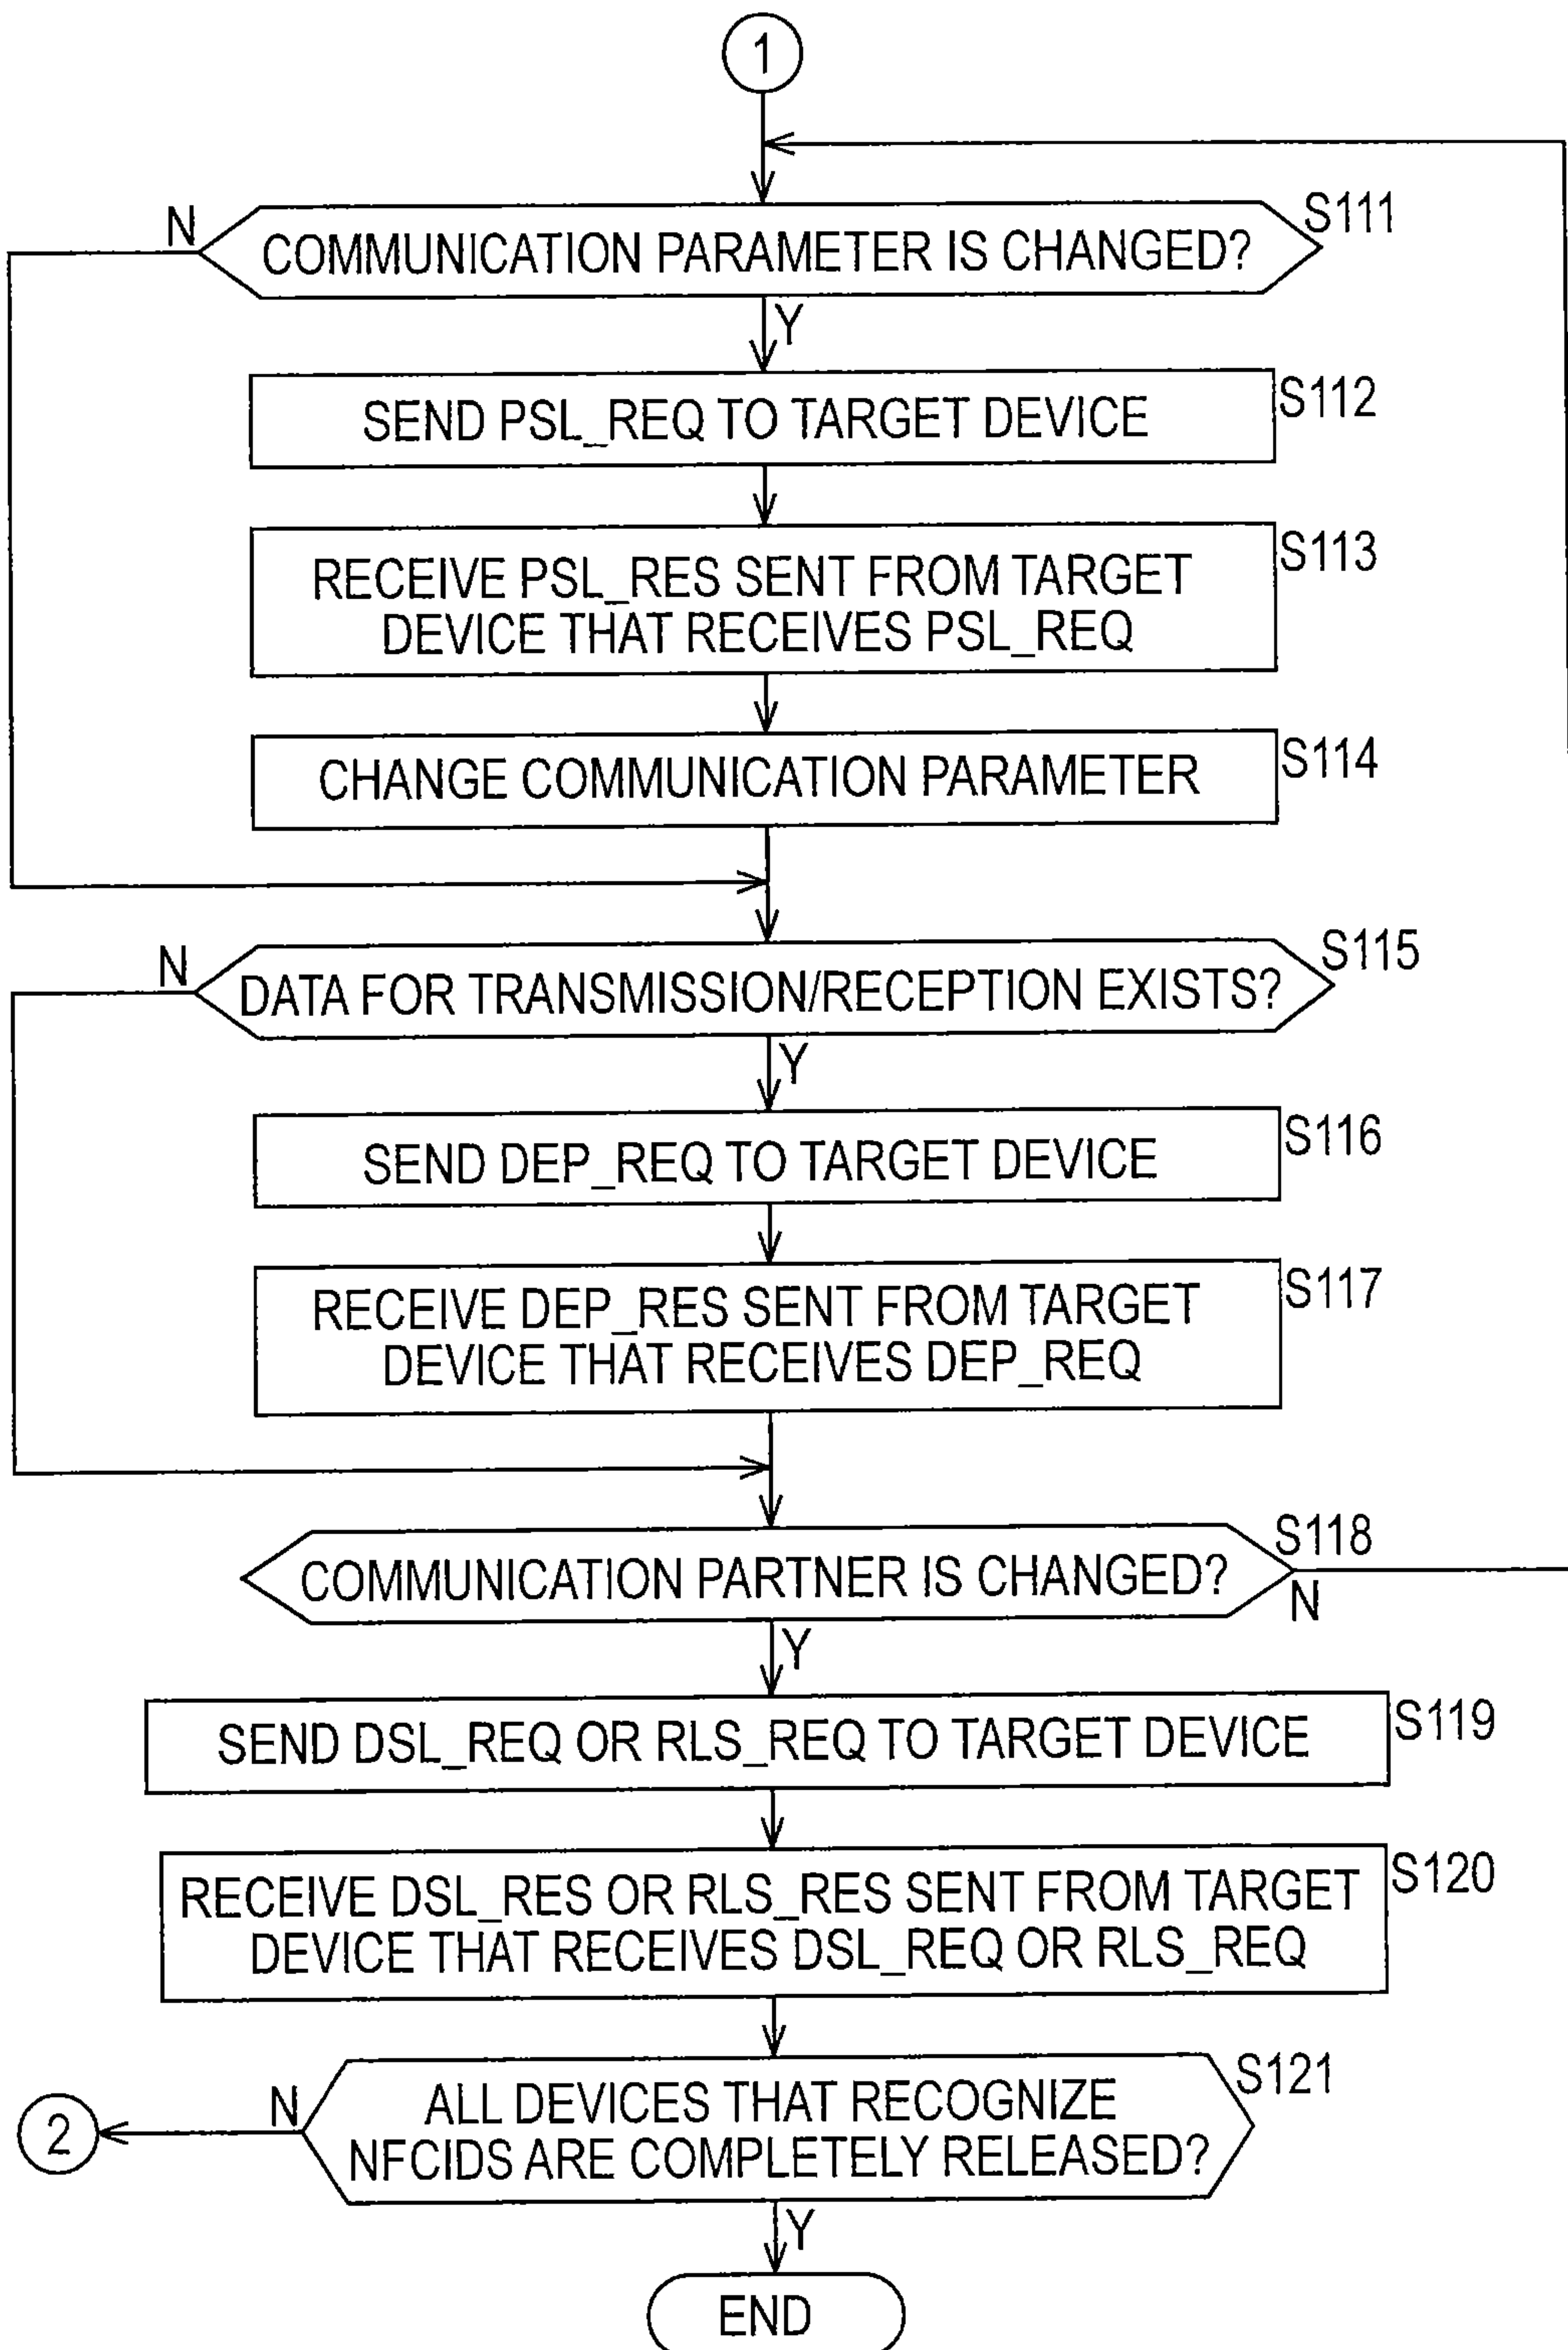 1
N
COMMUNICATION PARAMETER IS CHANGED?
S111
Y
SEND PSL_REQ TO TARGET DEVICE
S112
RECEIVE PSL_RES SENT FROM TARGET
DEVICE THAT RECEIVES PSL_REQ
S113
CHANGE COMMUNICATION PARAMETER
S114
N
DATA FOR TRANSMISSION/RECEPTION EXISTS?
S115
Y
SEND DEP_REQ TO TARGET DEVICE
S116
RECEIVE DEP_RES SENT FROM TARGET
DEVICE THAT RECEIVES DEP_REQ
S117
COMMUNICATION PARTNER IS CHANGED?
S118
N
Y
SEND DSL_REQ OR RLS_REQ TO TARGET DEVICE
S119
RECEIVE DSL_RES OR RLS_RES SENT FROM TARGET
DEVICE THAT RECEIVES DSL_REQ OR RLS_REQ
S120
2
N
ALL DEVICES THAT RECOGNIZE
NFCIDS ARE COMPLETELY RELEASED?
S121
Y
END